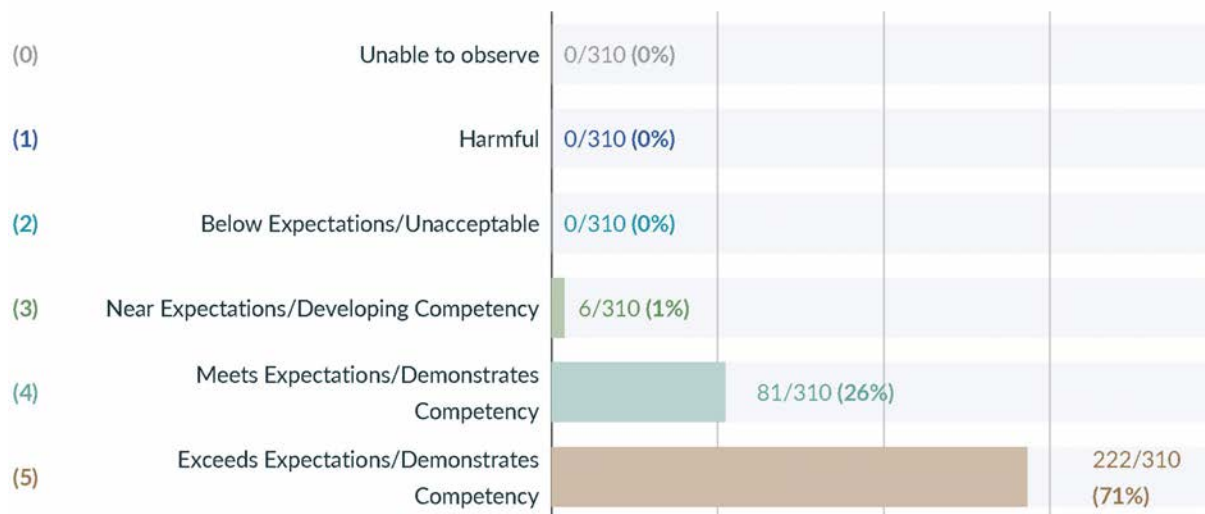 (0) Unable to observe 0/310 (0%)
(1) Harmful 0/310 (0%)
(2) Below Expectations/Unacceptable 0/310 (0%)
(3) Near Expectations/Developing Competency 6/310 (1%)
(4) Meets Expectations/Demonstrates
Competency 81/310 (26%)
(5) Exceeds Expectations/Demonstrates
Competency 222/310
(71%)